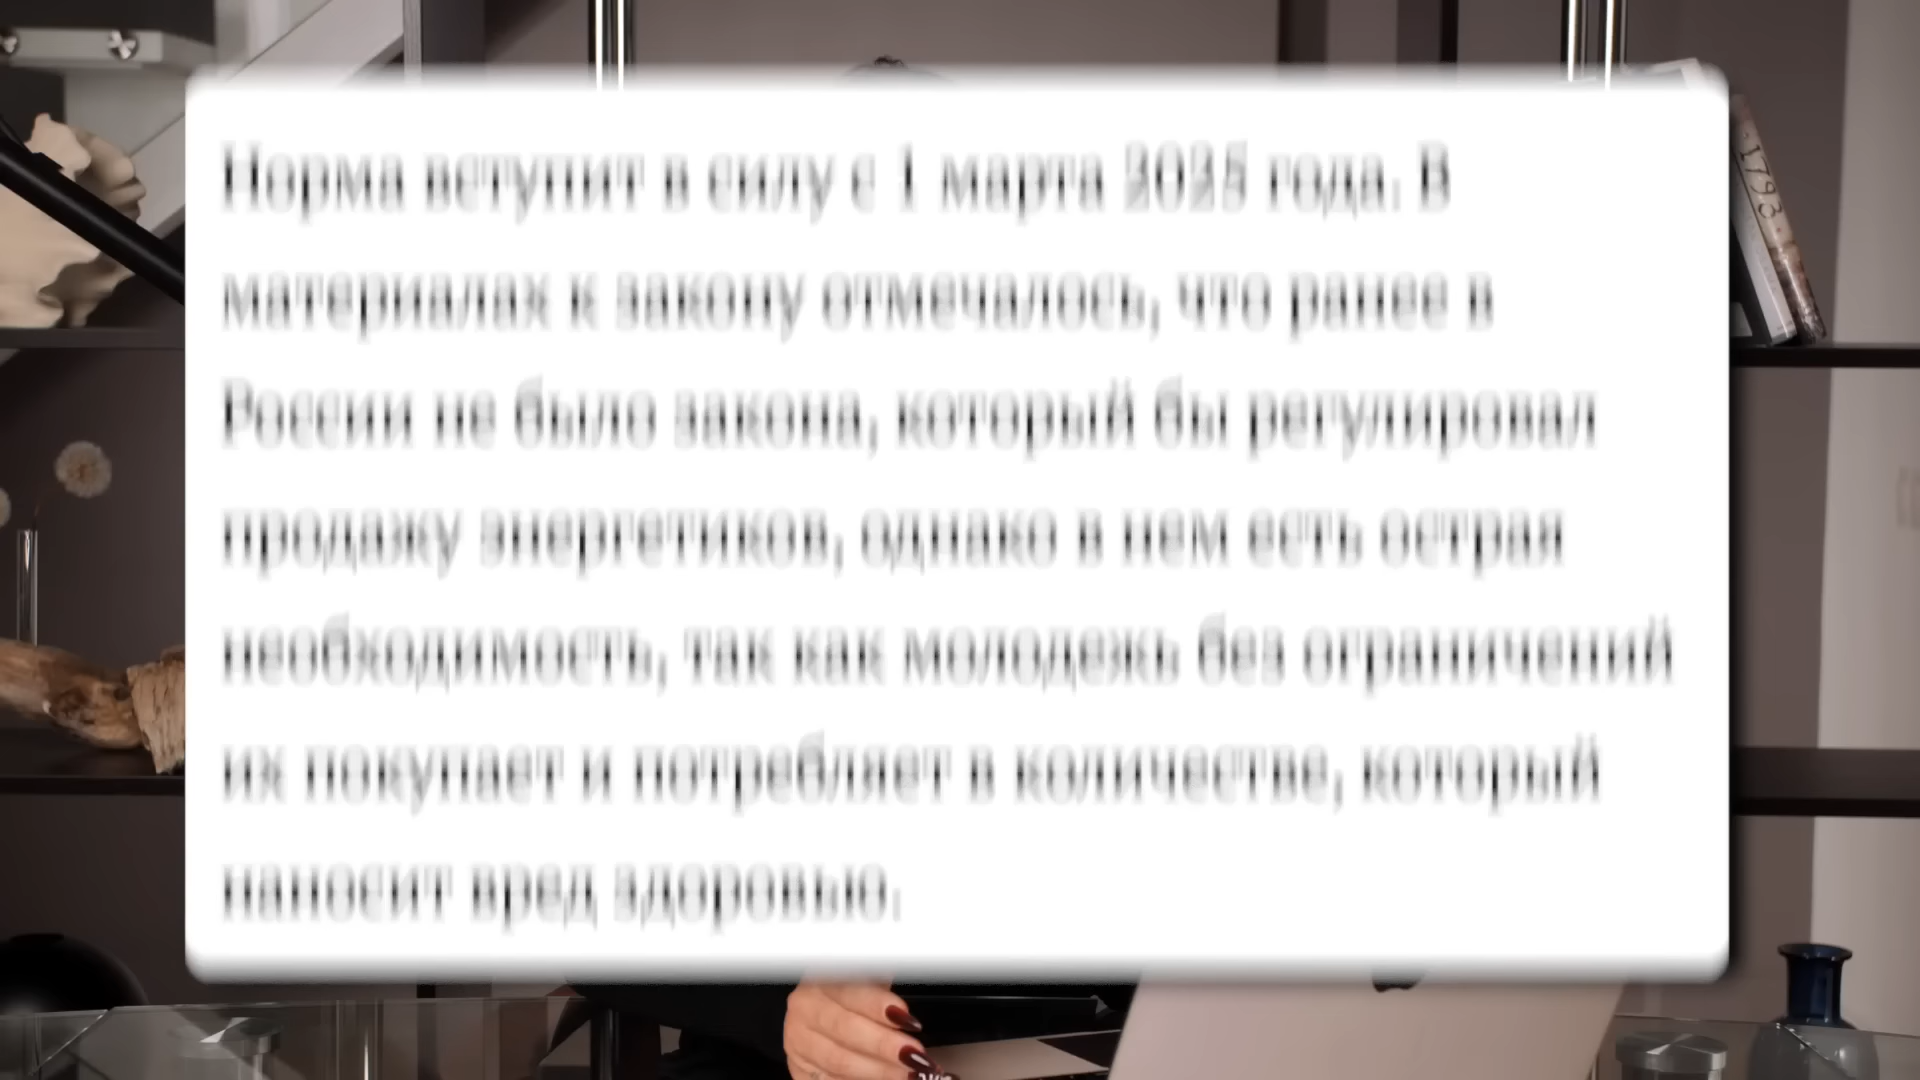 Норма вступит в силу с 1 марта 2025 года. В
материалах к закону отмечалось, что ранее в
России не было закона, который бы регулировал
продажу энергетиков, однако в нем есть острая
необходимость, так как молодежь без ограничений
их покупает и потребляет в количестве, который
наносит вред здоровью.
1793